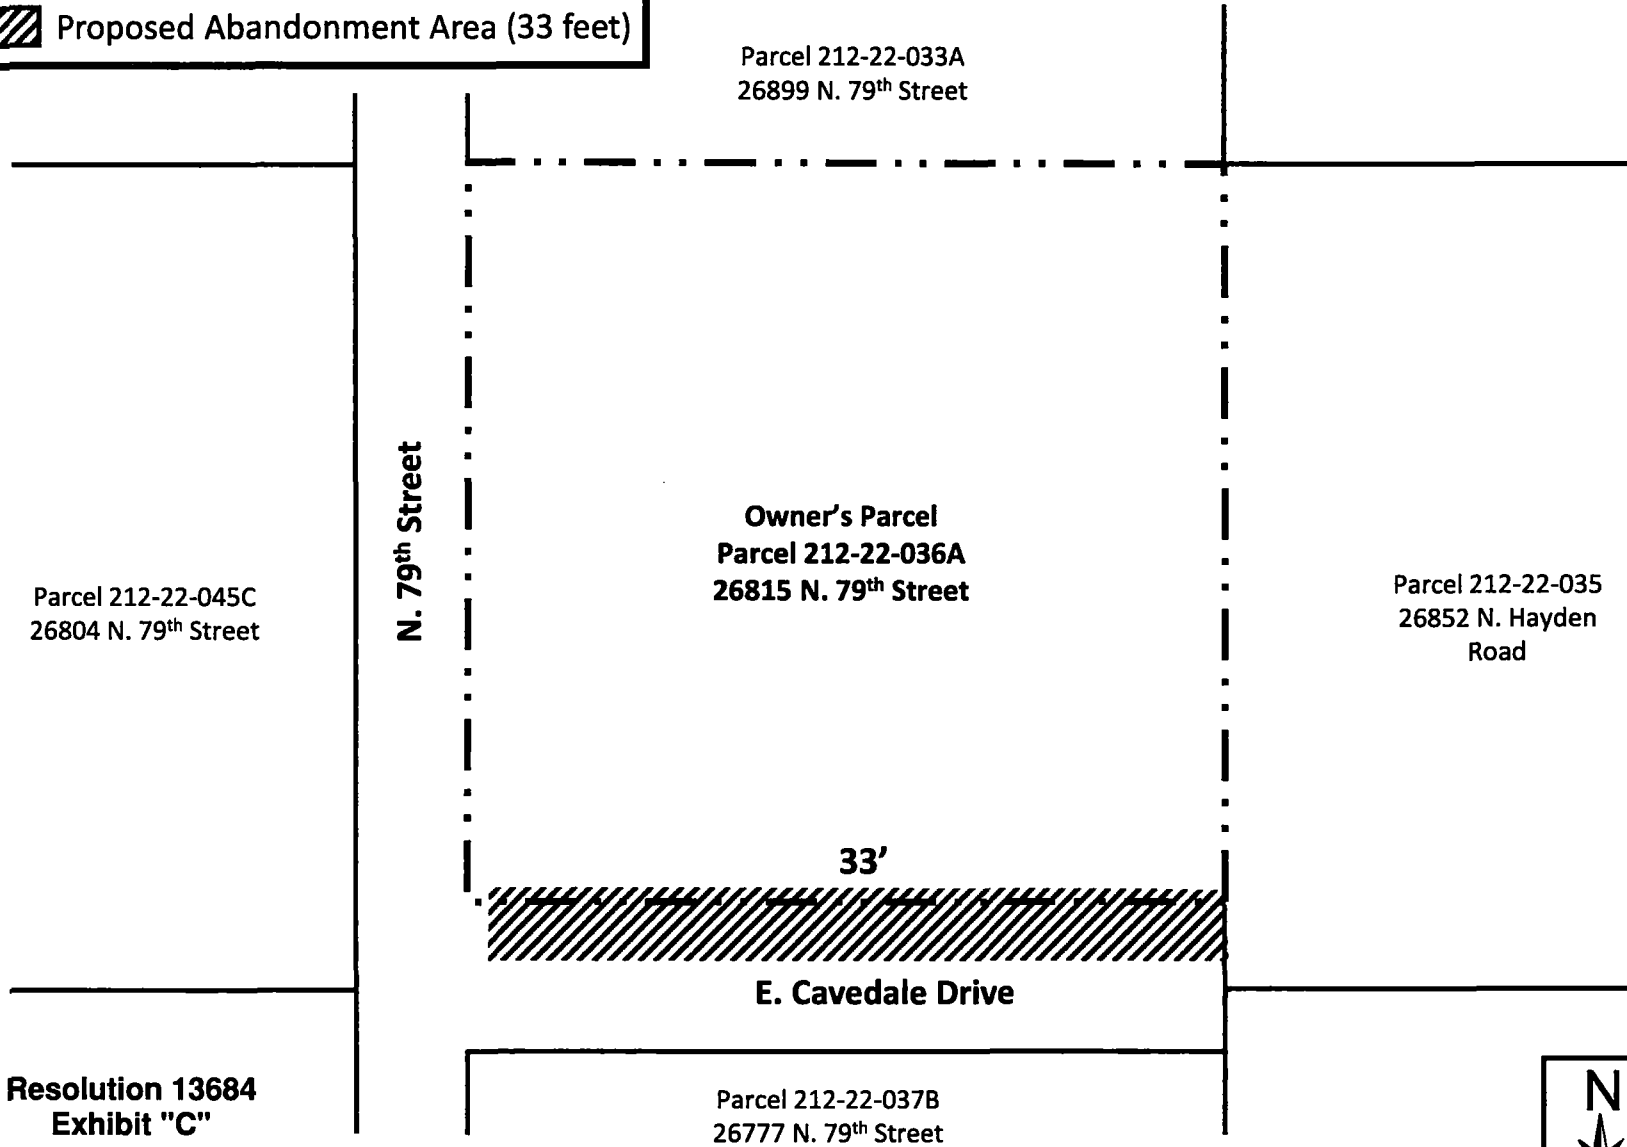 Proposed Abandonment Area (33 feet)
Parcel 212-22-033A
26899 N. 79th Street
N. 79th Street
Owner's Parcel
Parcel 212-22-036A
26815 N. 79th Street
Parcel 212-22-045C
26804 N. 79th Street
Parcel 212-22-035
26852 N. Hayden
Road
33'
E. Cavedale Drive
Resolution 13684
Exhibit "C"
Parcel 212-22-037B
26777 N. 79th Street
N